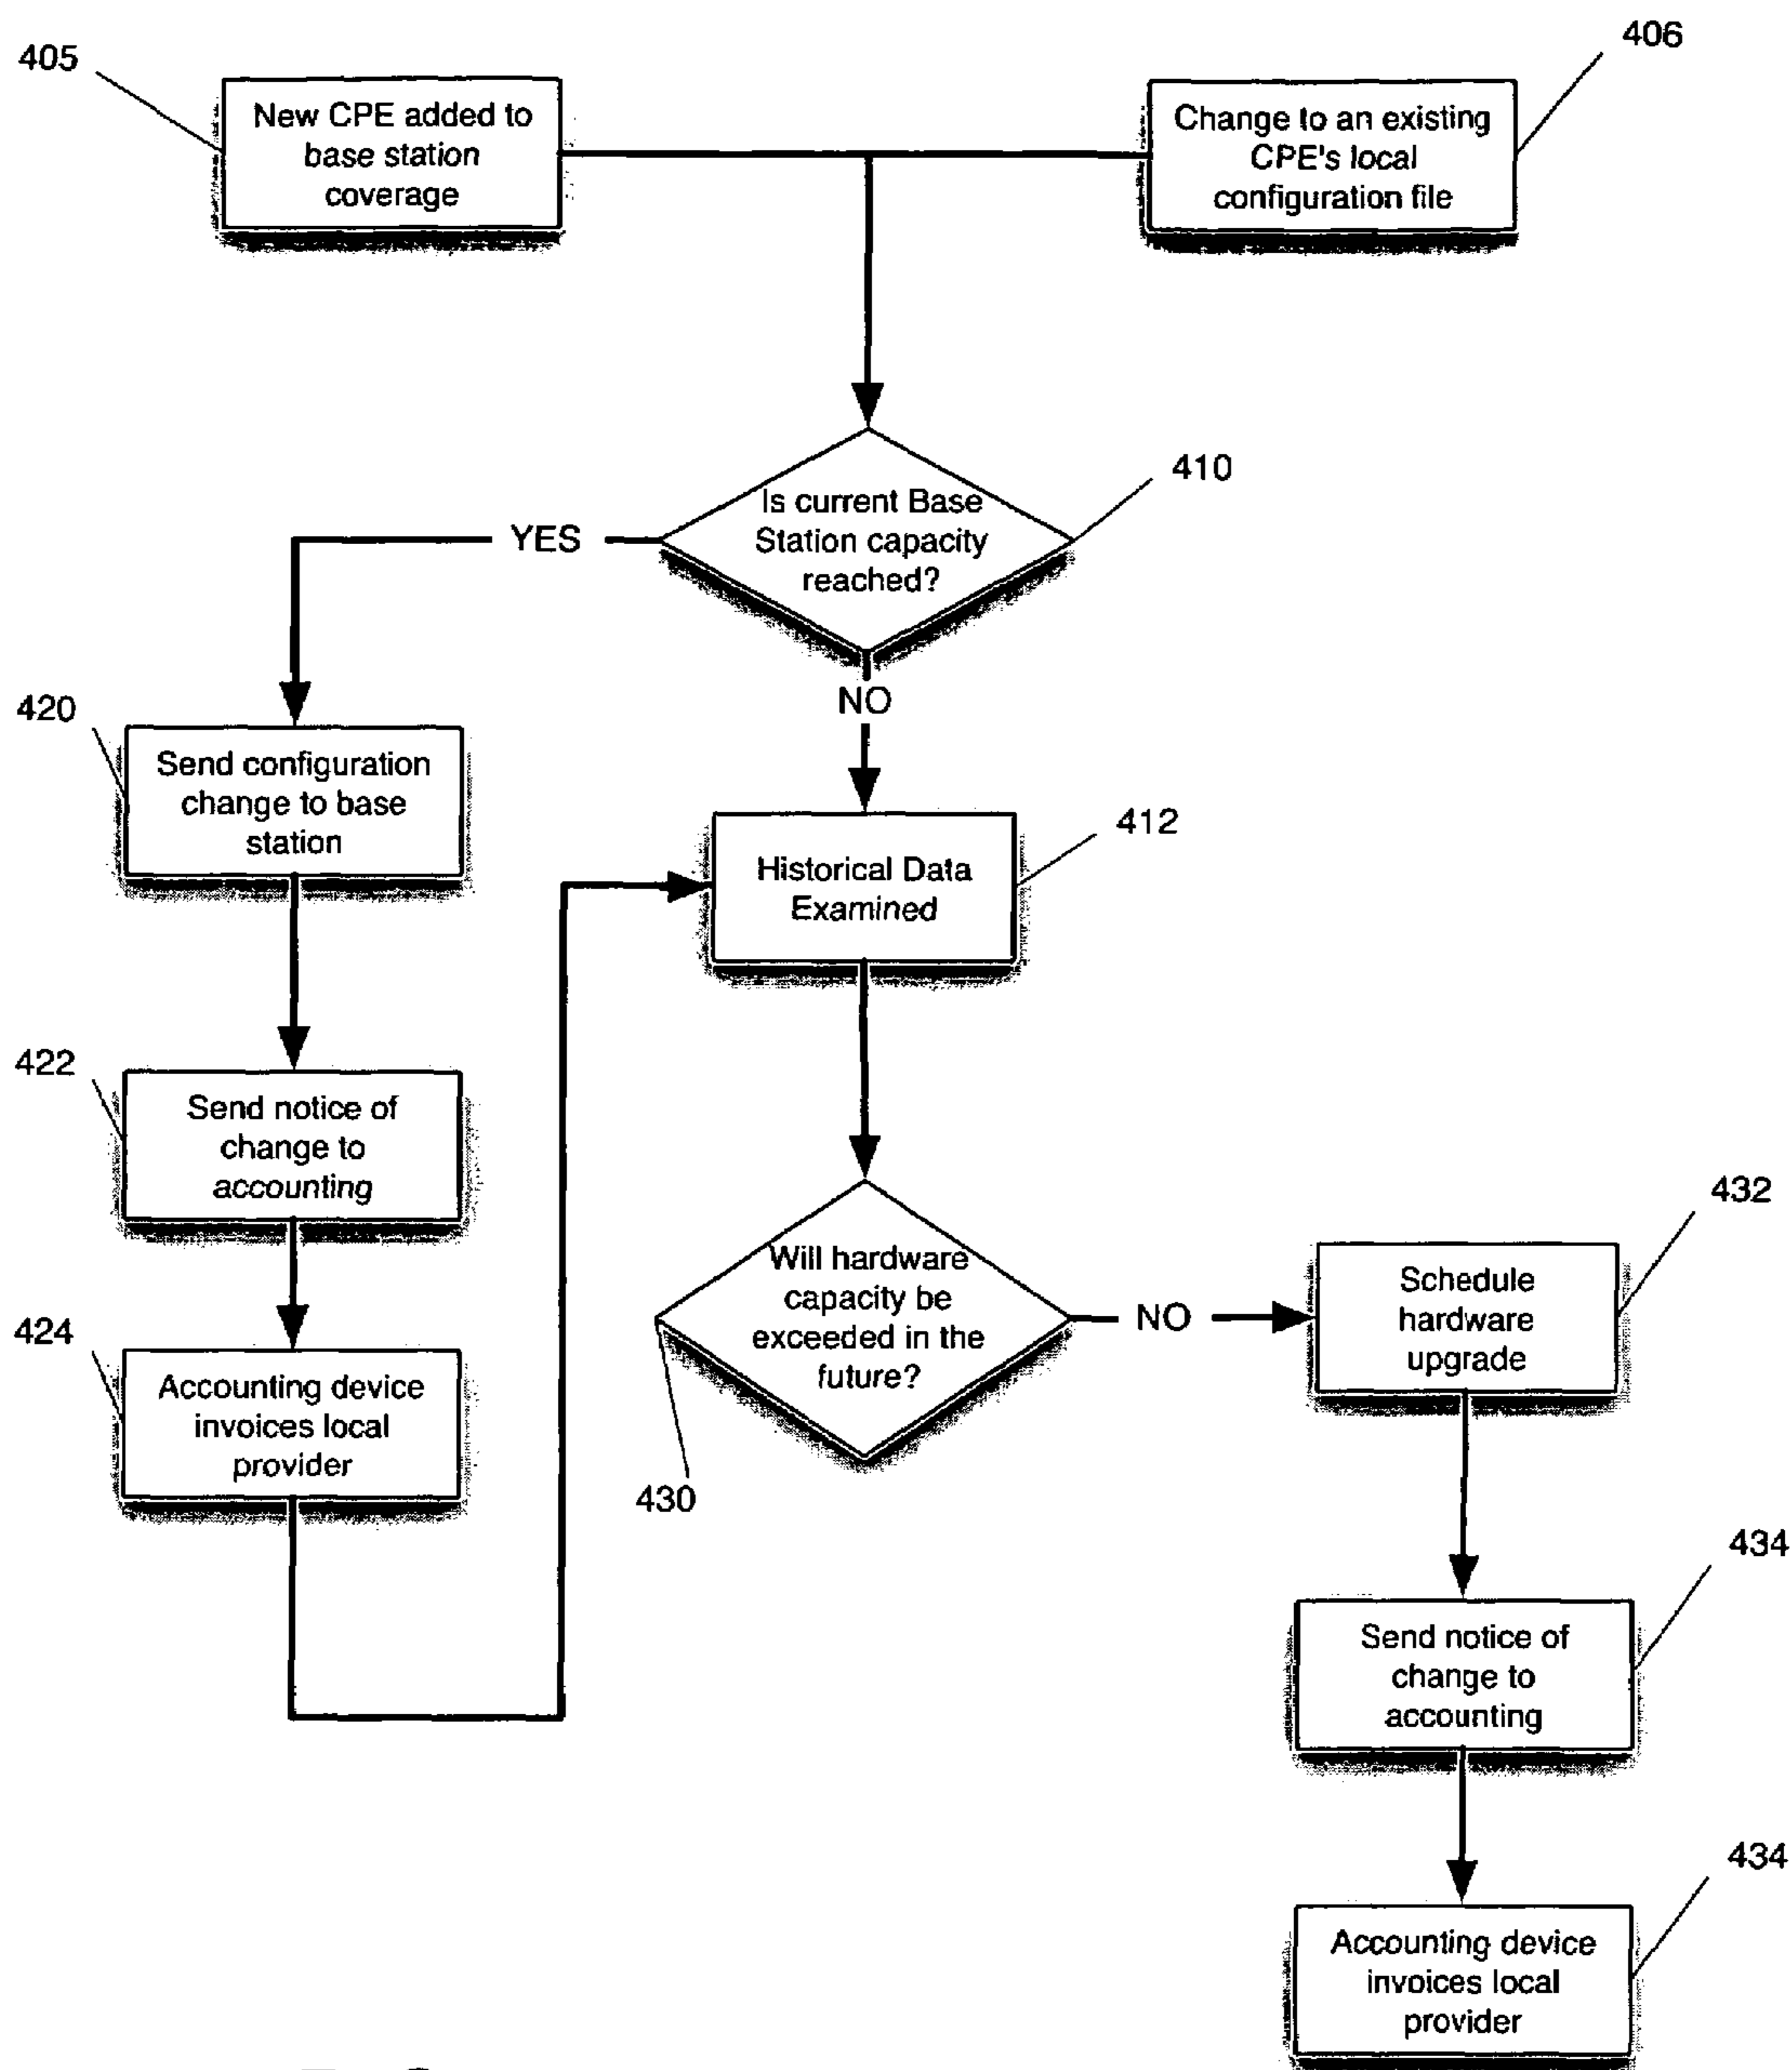 405
406
New CPE added to
base station
coverage
Change to an existing
CPE's local
configuration file
410
Is current Base
Station capacity
reached?
YES
NO
420
Send configuration
change to base
station
412
Historical Data
Examined
422
Send notice of
change to
accounting
432
Will hardware
capacity be
exceeded in the
future?
NO
Schedule
hardware
upgrade
424
Accounting device
invoices local
provider
430
434
Send notice of
change to
accounting
434
Accounting device
invoices local
provider